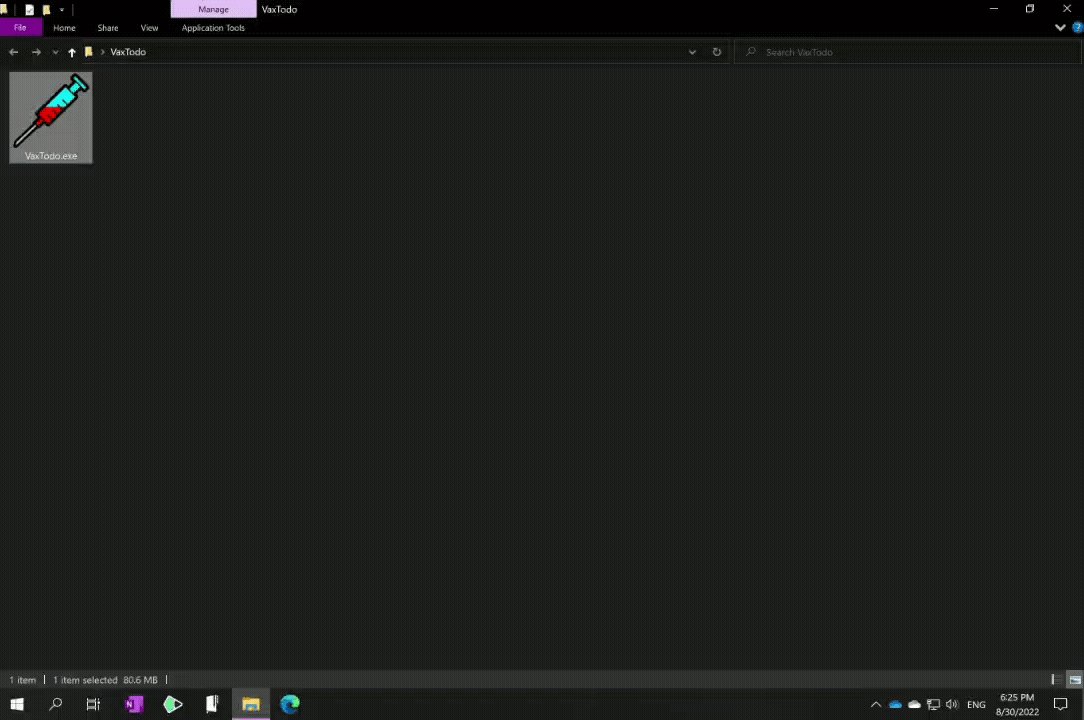 Manage
VaxTodo
File
Home
Share
View
Application Tools
VaxTodo
Search VaxTodo
VaxTodo.exe
1 item
1 item selected 80.6 MB
N
ENG
6:25 PM
8/30/2022